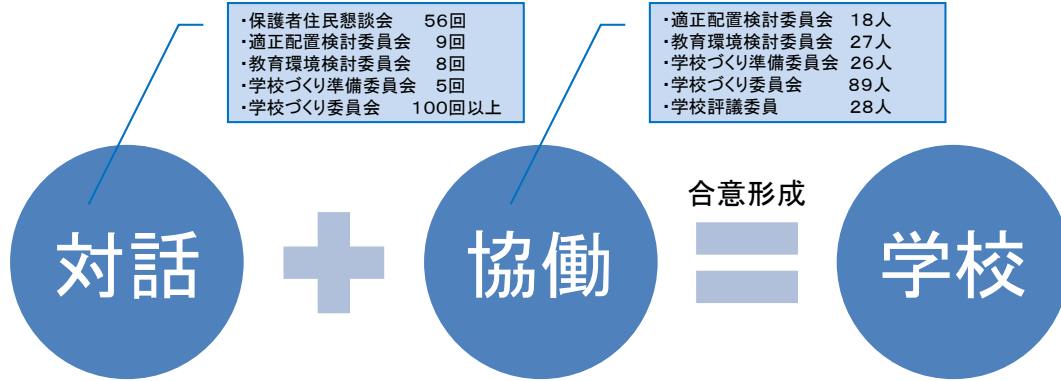 ・保護者住民懇談会 56回
・適正配置検討委員会 9回
・教育環境検討委員会 8回
・学校づくり準備委員会 5回
・学校づくり委員会 100回以上
・適正配置検討委員会 18人
・教育環境検討委員会 27人
・学校づくり準備委員会 26人
・学校づくり委員会 89人
・学校評議委員 28人
対話
協働
合意形成
学校